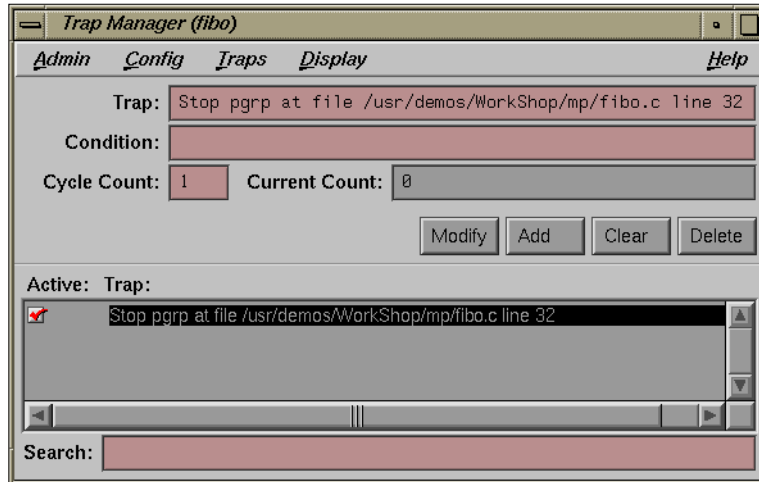 Trap Manager (fibo)
Admin Config Traps Display Help
Trap: Stop pgrp at file /usr/demos/WorkShop/mp/fibo.c line 32
Condition:
Cycle Count: 1 Current Count: 0
Modify Add Clear Delete
Active: Trap:
Stop pgrp at file /usr/demos/WorkShop/mp/fibo.c line 32
Search: